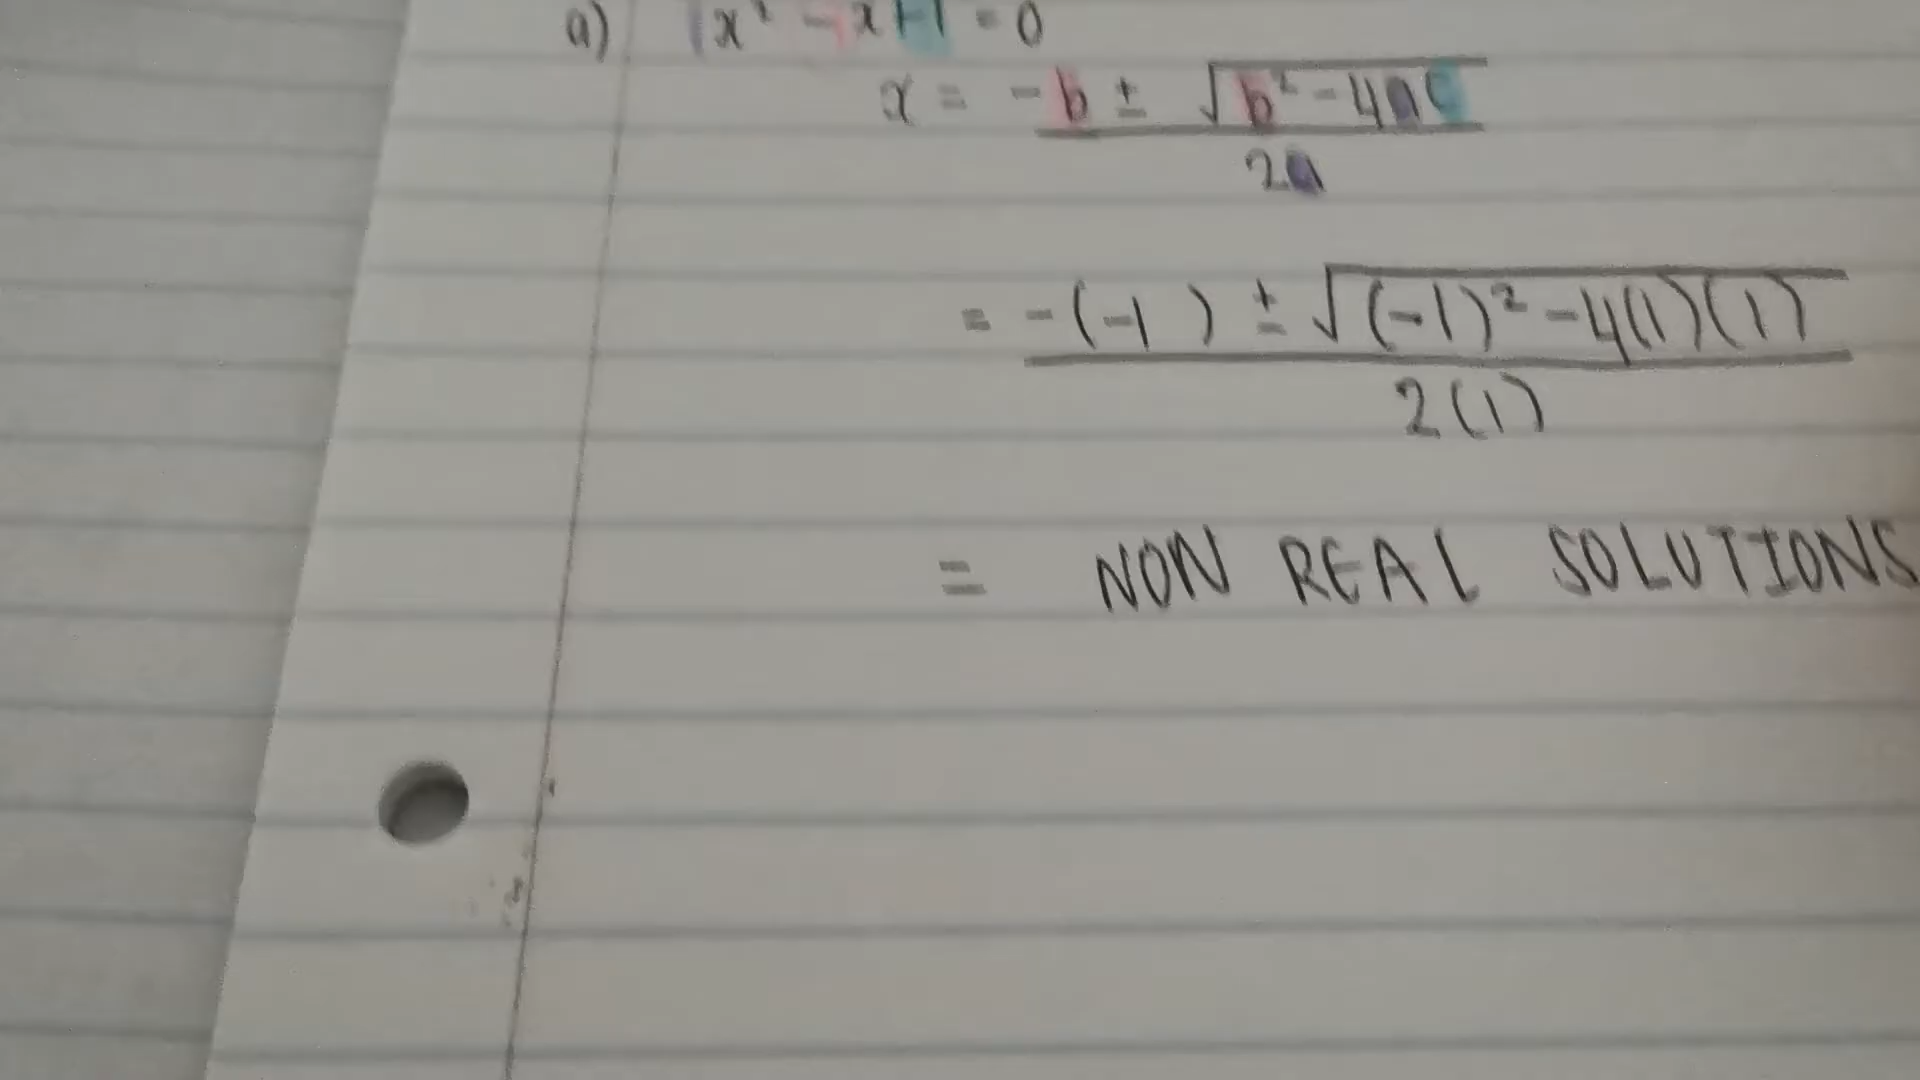 a) 1x² - x + 1 = 0
x = -b ± √b² - 4ac
2a
= -(-1) ± √(-1)² - 4(1)(1)
2(1)
= NON REAL SOLUTIONS